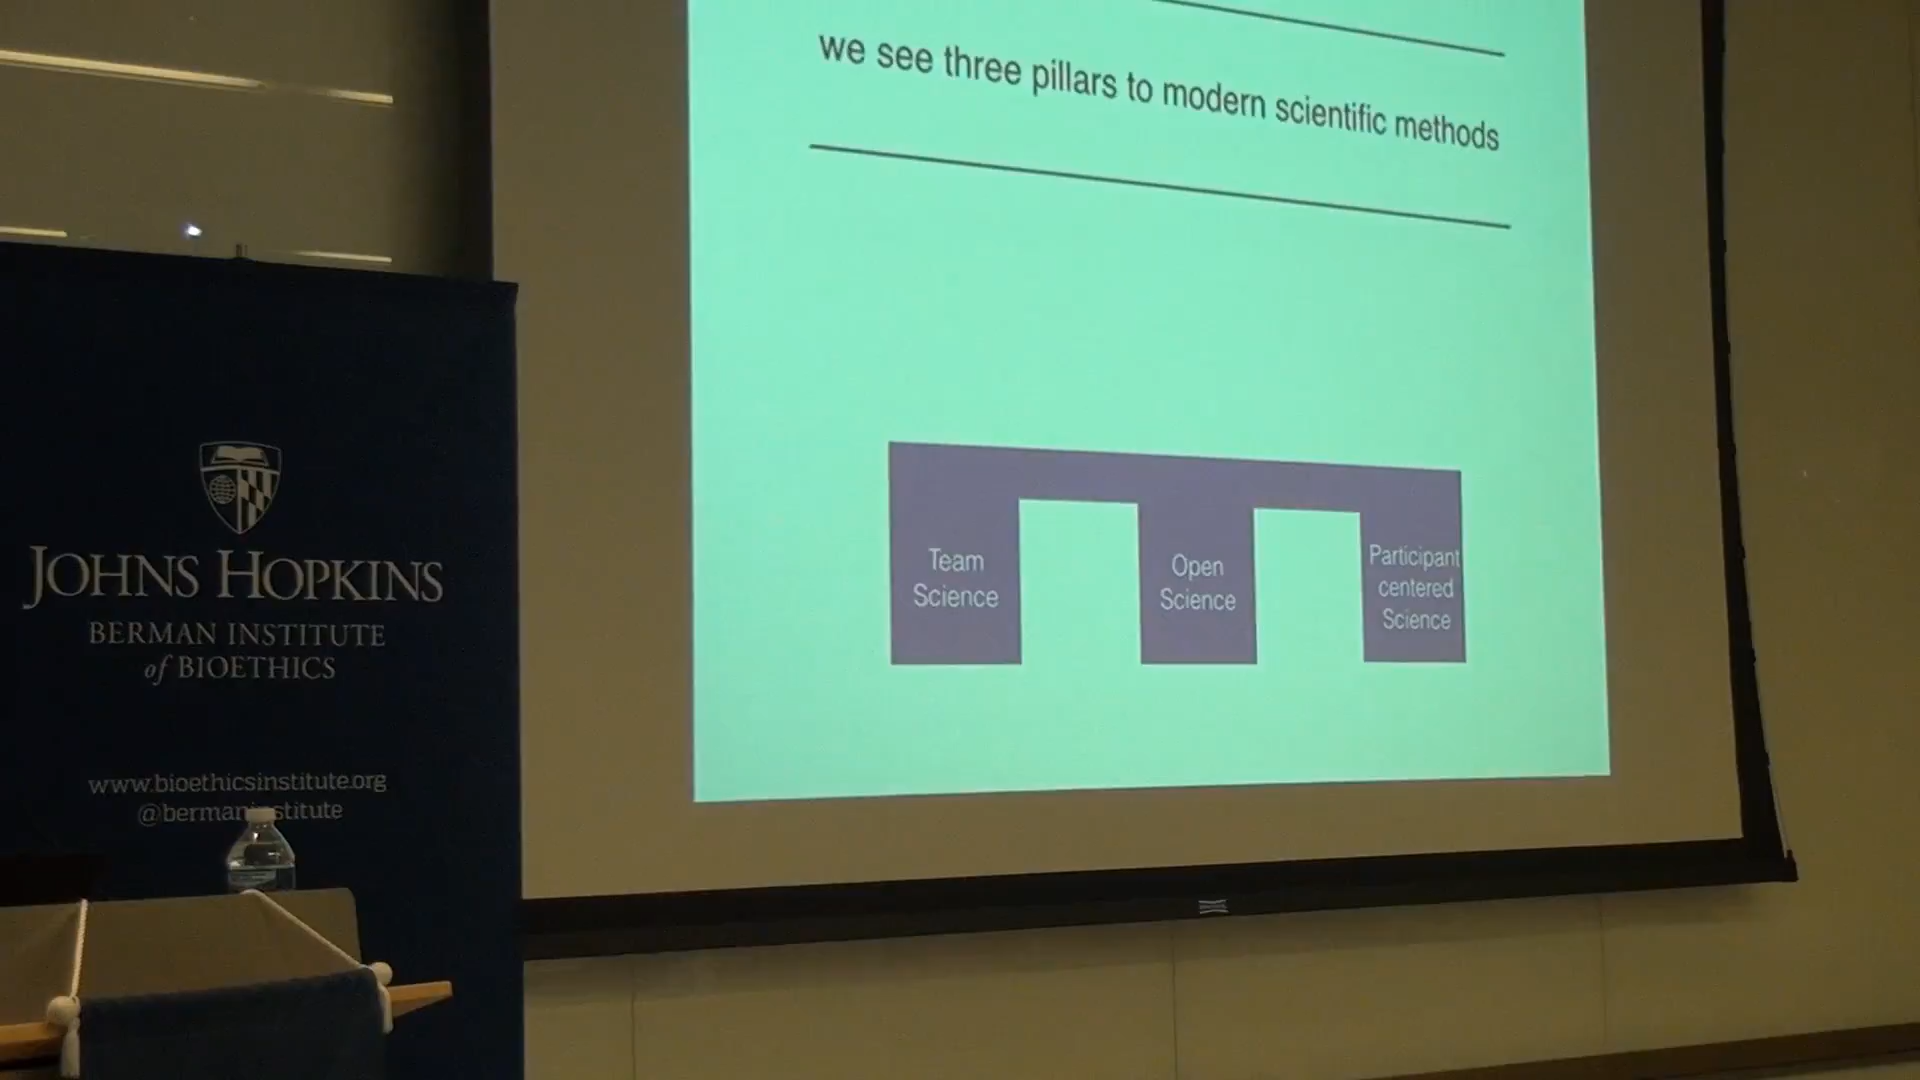 we see three pillars to modern scientific methods
Team
Science
Open
Science
Participant
centered
Science
JOHNS HOPKINS
BERMAN INSTITUTE
of BIOETHICS
www.bioethicsinstitute.org
@bermaninstitute